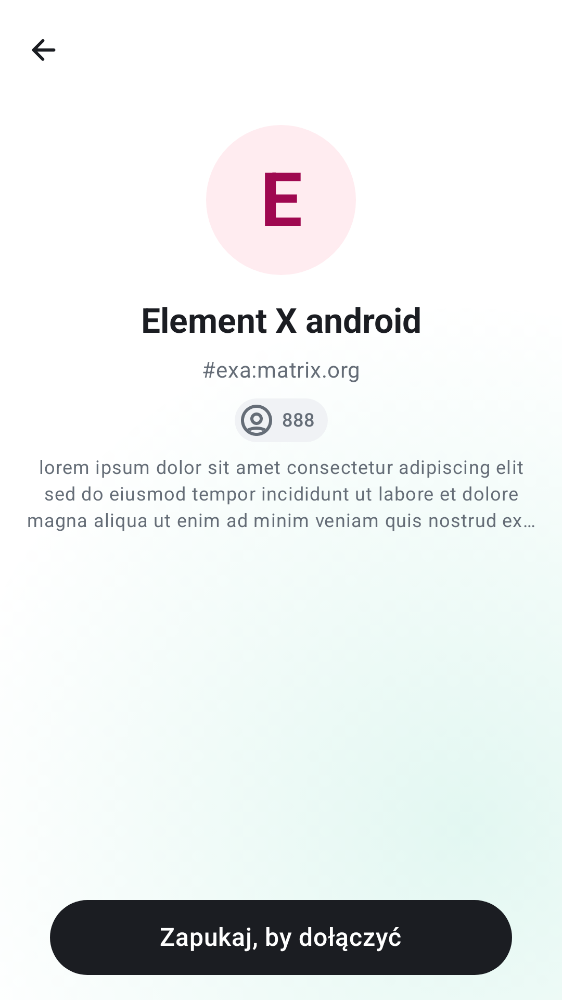 E
Element X android
#exa:matrix.org
888
lorem ipsum dolor sit amet consectetur adipiscing elit
sed do eiusmod tempor incididunt ut labore et dolore
magna aliqua ut enim ad minim veniam quis nostrud ex…
Zapukaj, by dołączyć